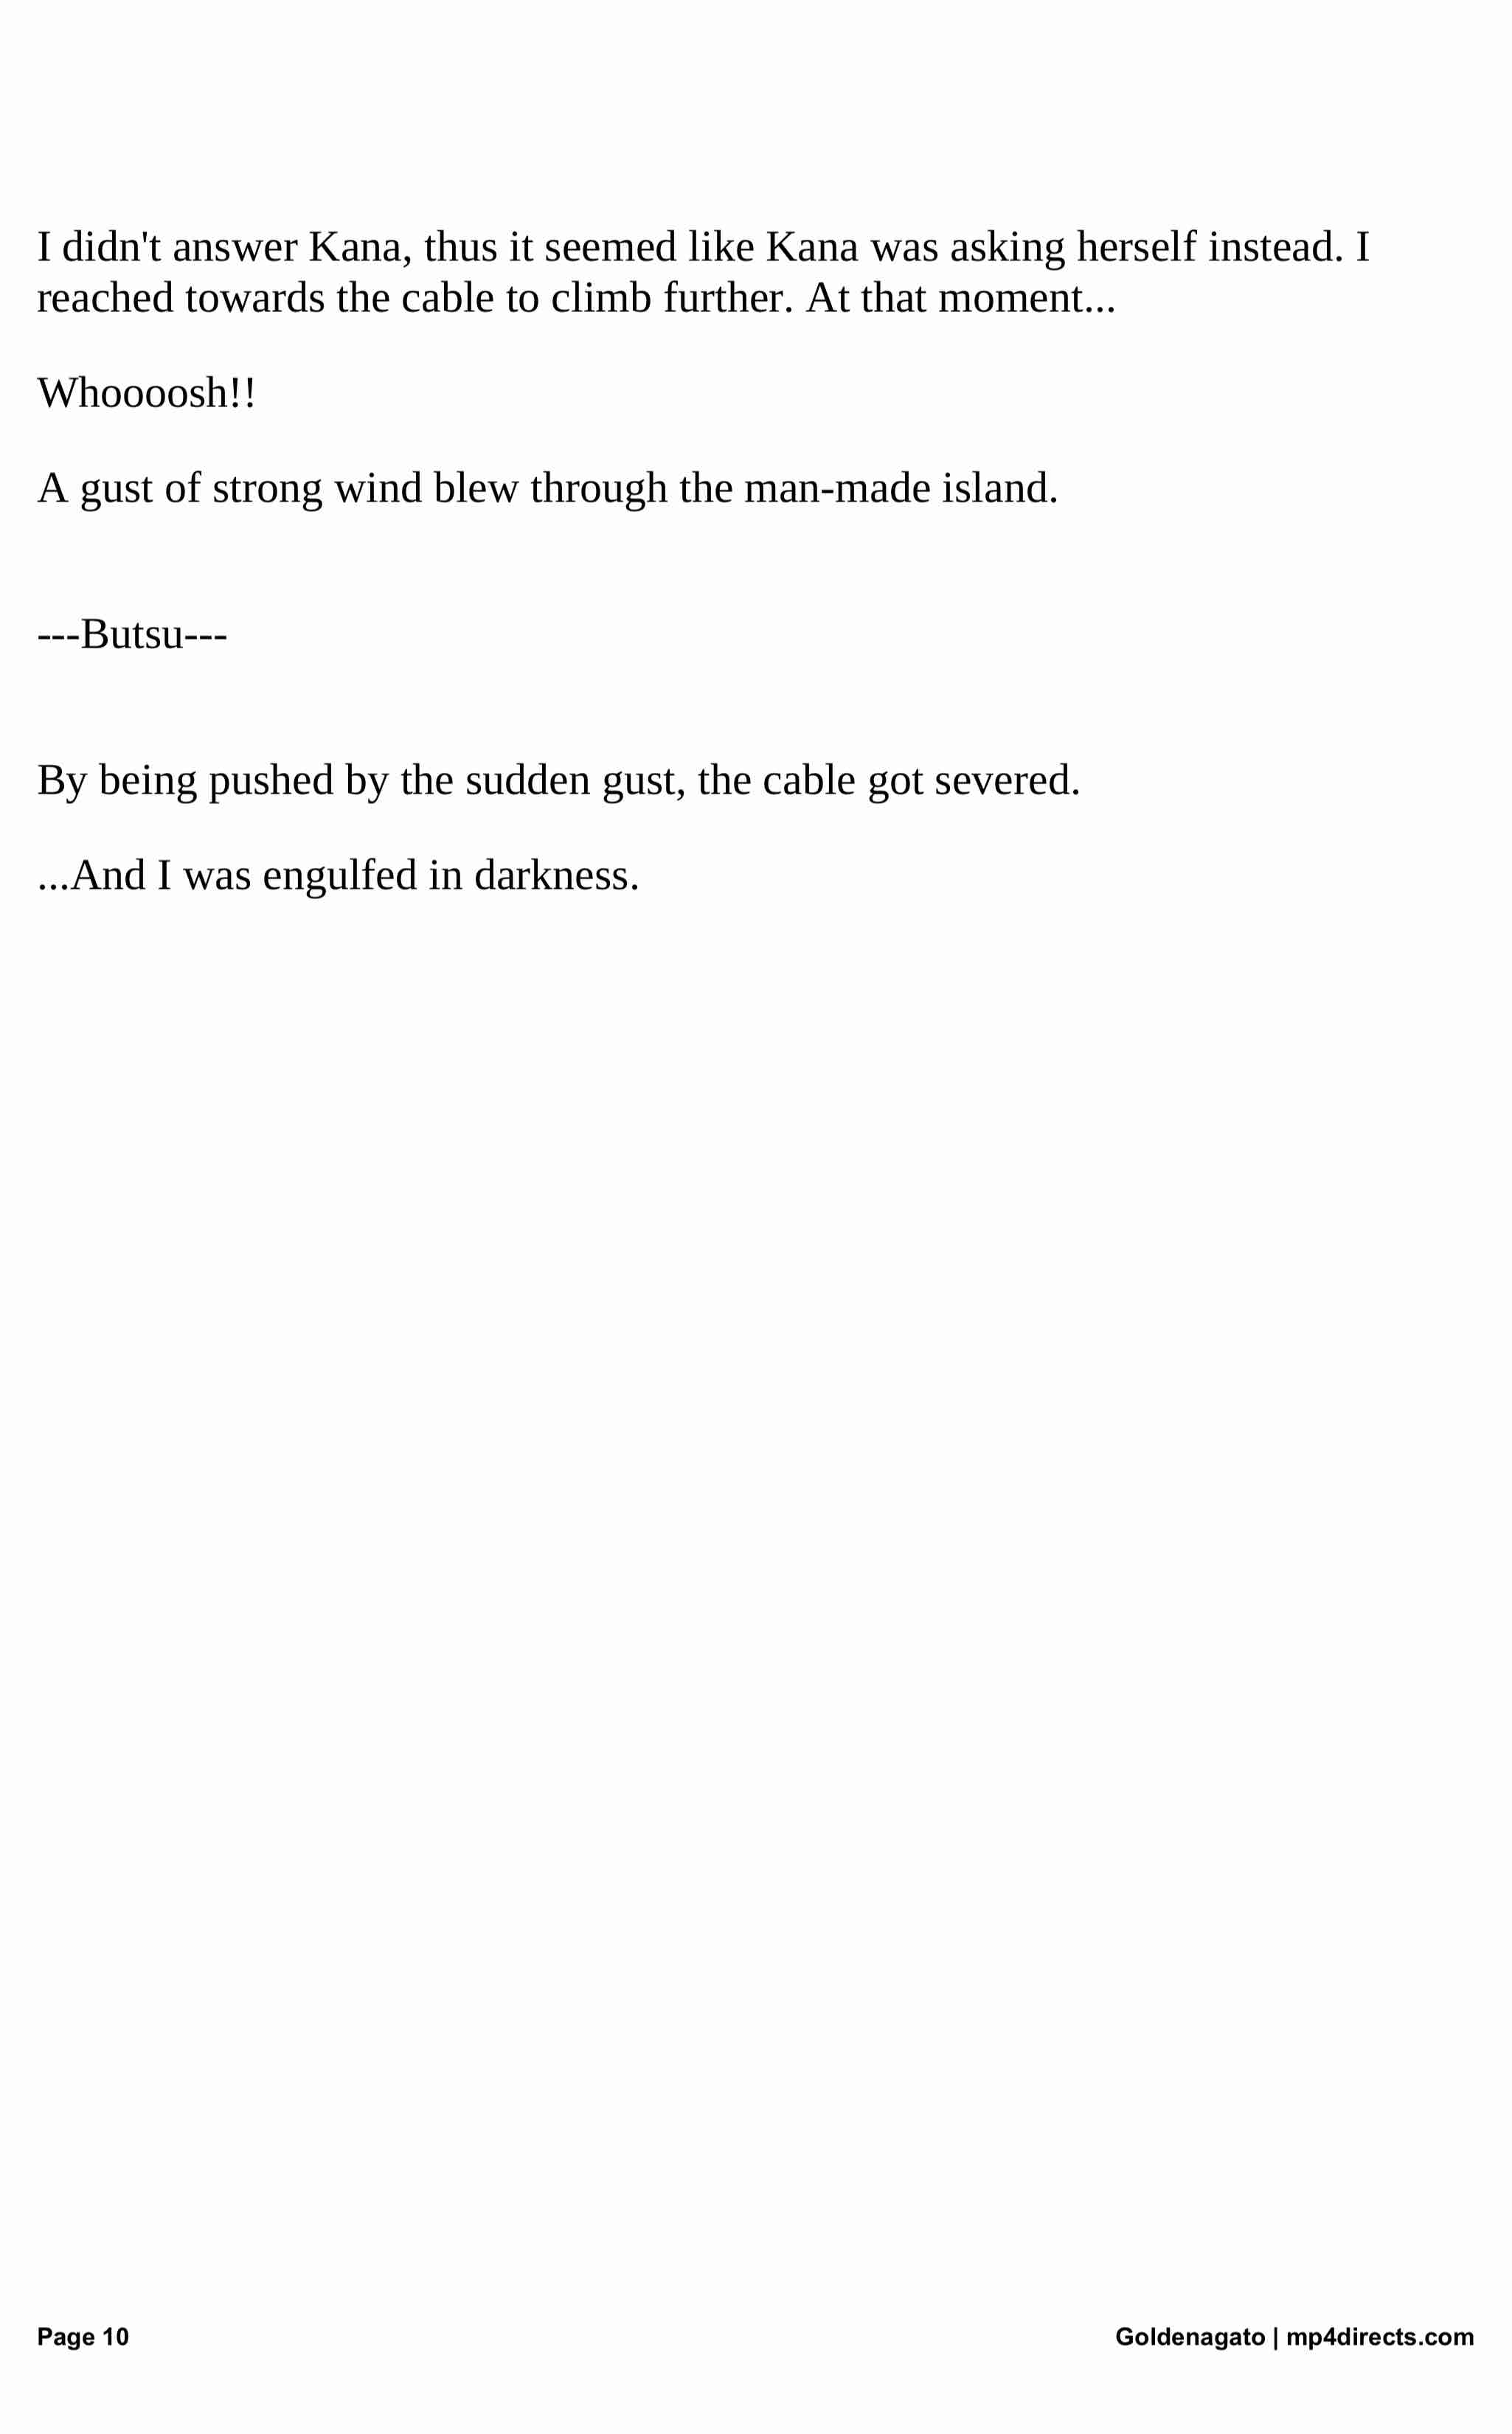 I didn't answer Kana, thus it seemed like Kana was asking herself instead. I
reached towards the cable to climb further. At that moment...
Whoooosh!!
A gust of strong wind blew through the man-made island.
---Butsu---
By being pushed by the sudden gust, the cable got severed.
...And I was engulfed in darkness.
Page 10
Goldenagato | mp4directs.com